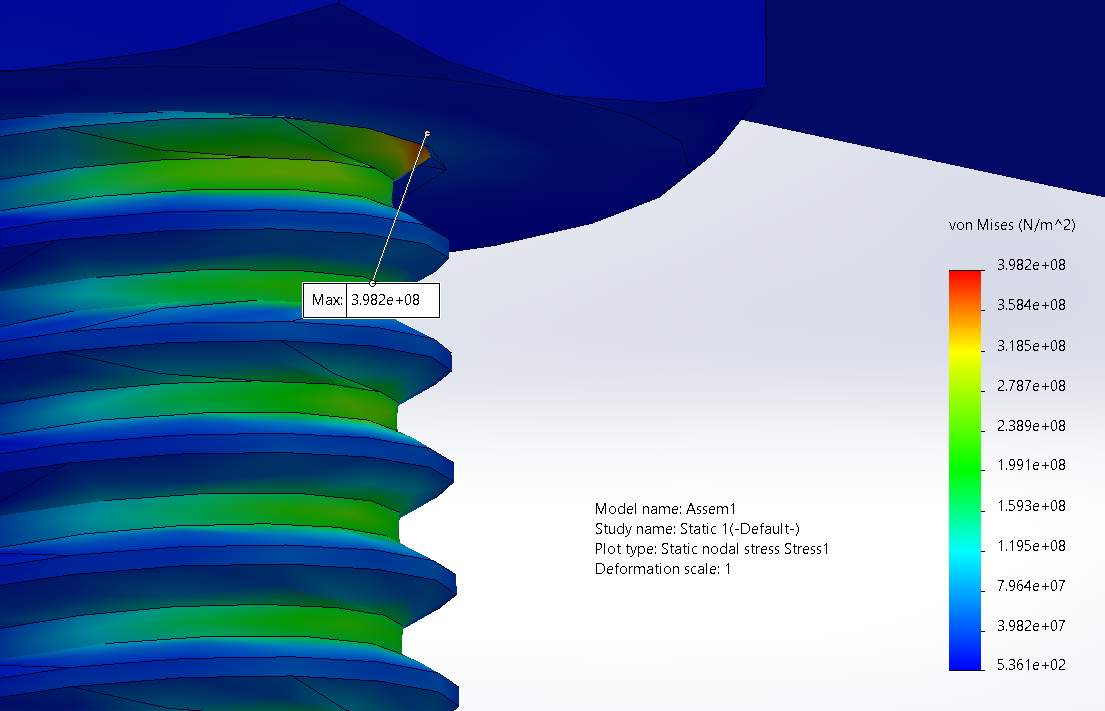 von Mises (N/m^2)
3.982e+08
3.584e+08
3.185e+08
2.787e+08
2.389e+08
1.991e+08
1.593e+08
1.195e+08
7.964e+07
3.982e+07
5.361e+02
Max: 3.982e+08
Model name: Assem1
Study name: Static 1(-Default-)
Plot type: Static nodal stress Stress1
Deformation scale: 1